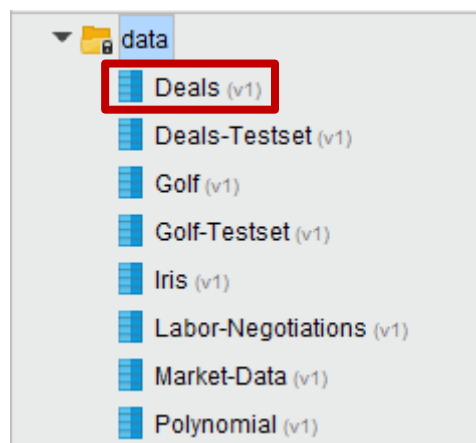 data
Deals (v1)
Deals-Testset (v1)
Golf (v1)
Golf-Testset (v1)
Iris (v1)
Labor-Negotiations (v1)
Market-Data (v1)
Polynomial (v1)